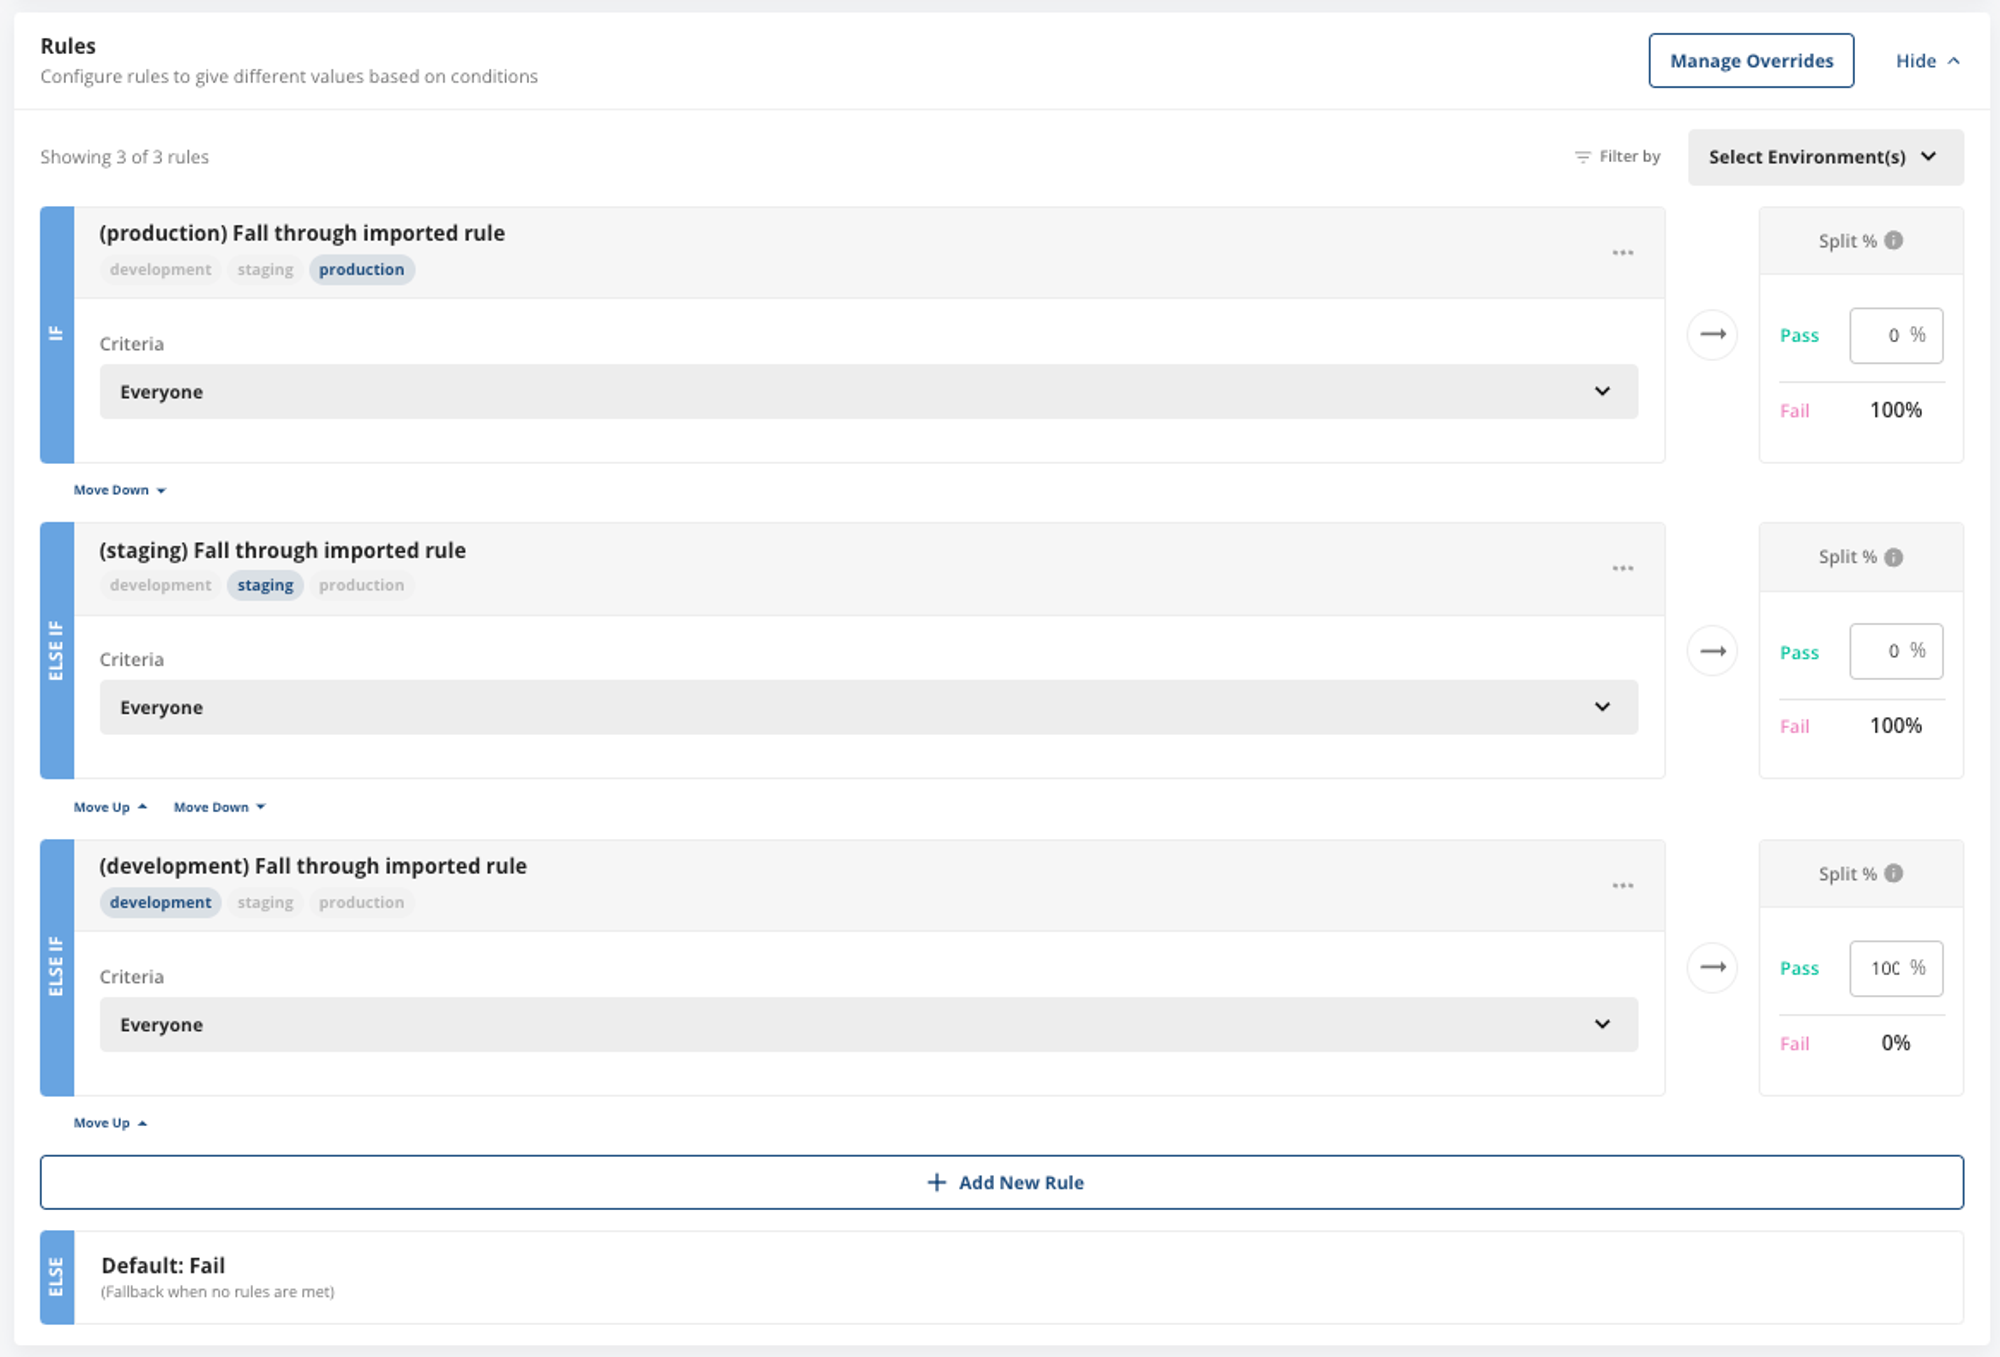 Rules
Configure rules to give different values based on conditions
Manage Overrides
Hide
Showing 3 of 3 rules
Filter by
Select Environment(s)
IF
(production) Fall through imported rule
development staging production
Criteria
Everyone
Split %
Pass 0 %
Fail 100%
Move Down
ELSE IF
(staging) Fall through imported rule
development staging production
Criteria
Everyone
Split %
Pass 0 %
Fail 100%
Move Up Move Down
ELSE IF
(development) Fall through imported rule
development staging production
Criteria
Everyone
Split %
Pass 100 %
Fail 0%
Move Up
+ Add New Rule
ELSE
Default: Fail
(Fallback when no rules are met)